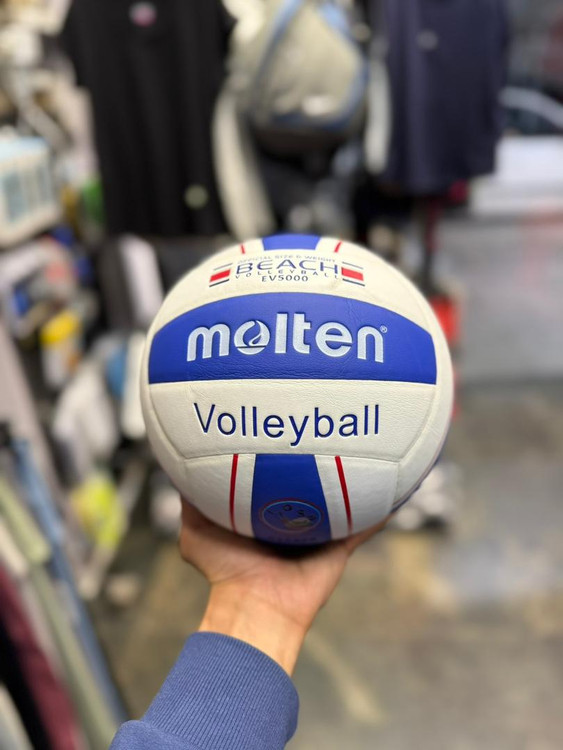 OFFICIAL SIZE & WEIGHT
BEACH
VOLLEYBALL
EV5000
molten®
Volleyball